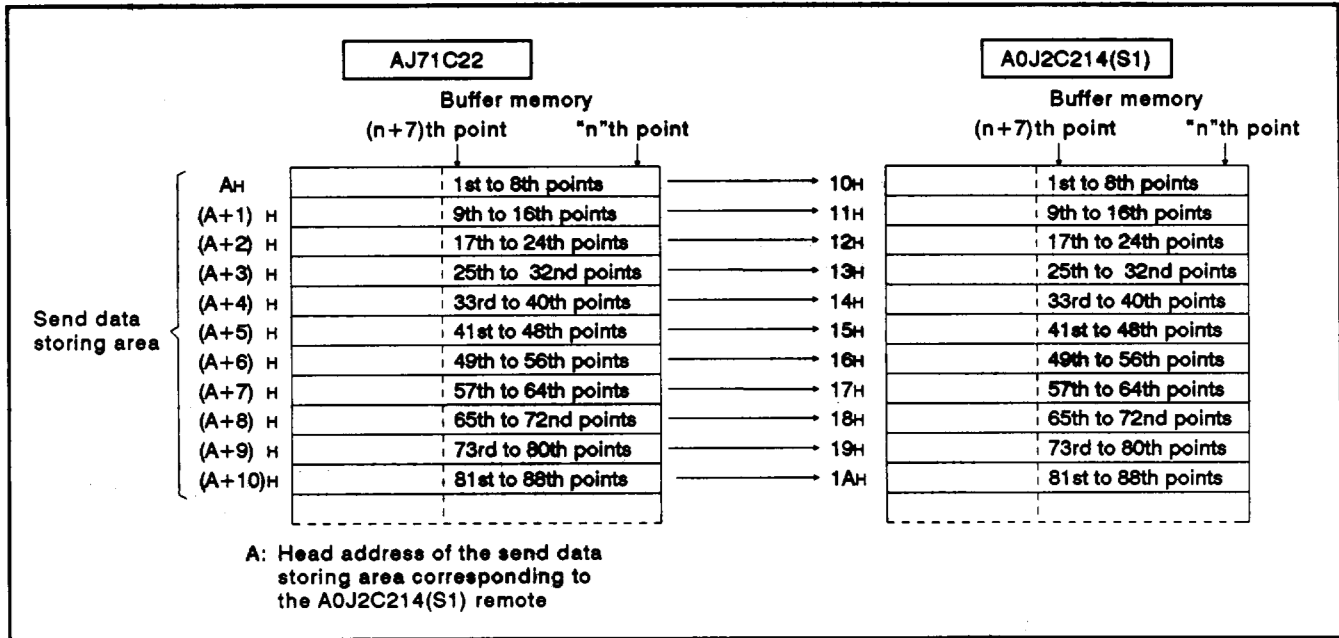 AJ71C22 A0J2C214(S1)
Buffer memory Buffer memory
(n+7)th point "n"th point (n+7)th point "n"th point
AH 1st to 8th points 10H 1st to 8th points
(A+1) H 9th to 16th points 11H 9th to 16th points
(A+2) H 17th to 24th points 12H 17th to 24th points
(A+3) H 25th to 32nd points 13H 25th to 32nd points
(A+4) H 33rd to 40th points 14H 33rd to 40th points
Send data storing area
(A+5) H 41st to 48th points 15H 41st to 48th points
(A+6) H 49th to 56th points 16H 49th to 56th points
(A+7) H 57th to 64th points 17H 57th to 64th points
(A+8) H 65th to 72nd points 18H 65th to 72nd points
(A+9) H 73rd to 80th points 19H 73rd to 80th points
(A+10)H 81st to 88th points 1AH 81st to 88th points
A: Head address of the send data
storing area corresponding to
the A0J2C214(S1) remote